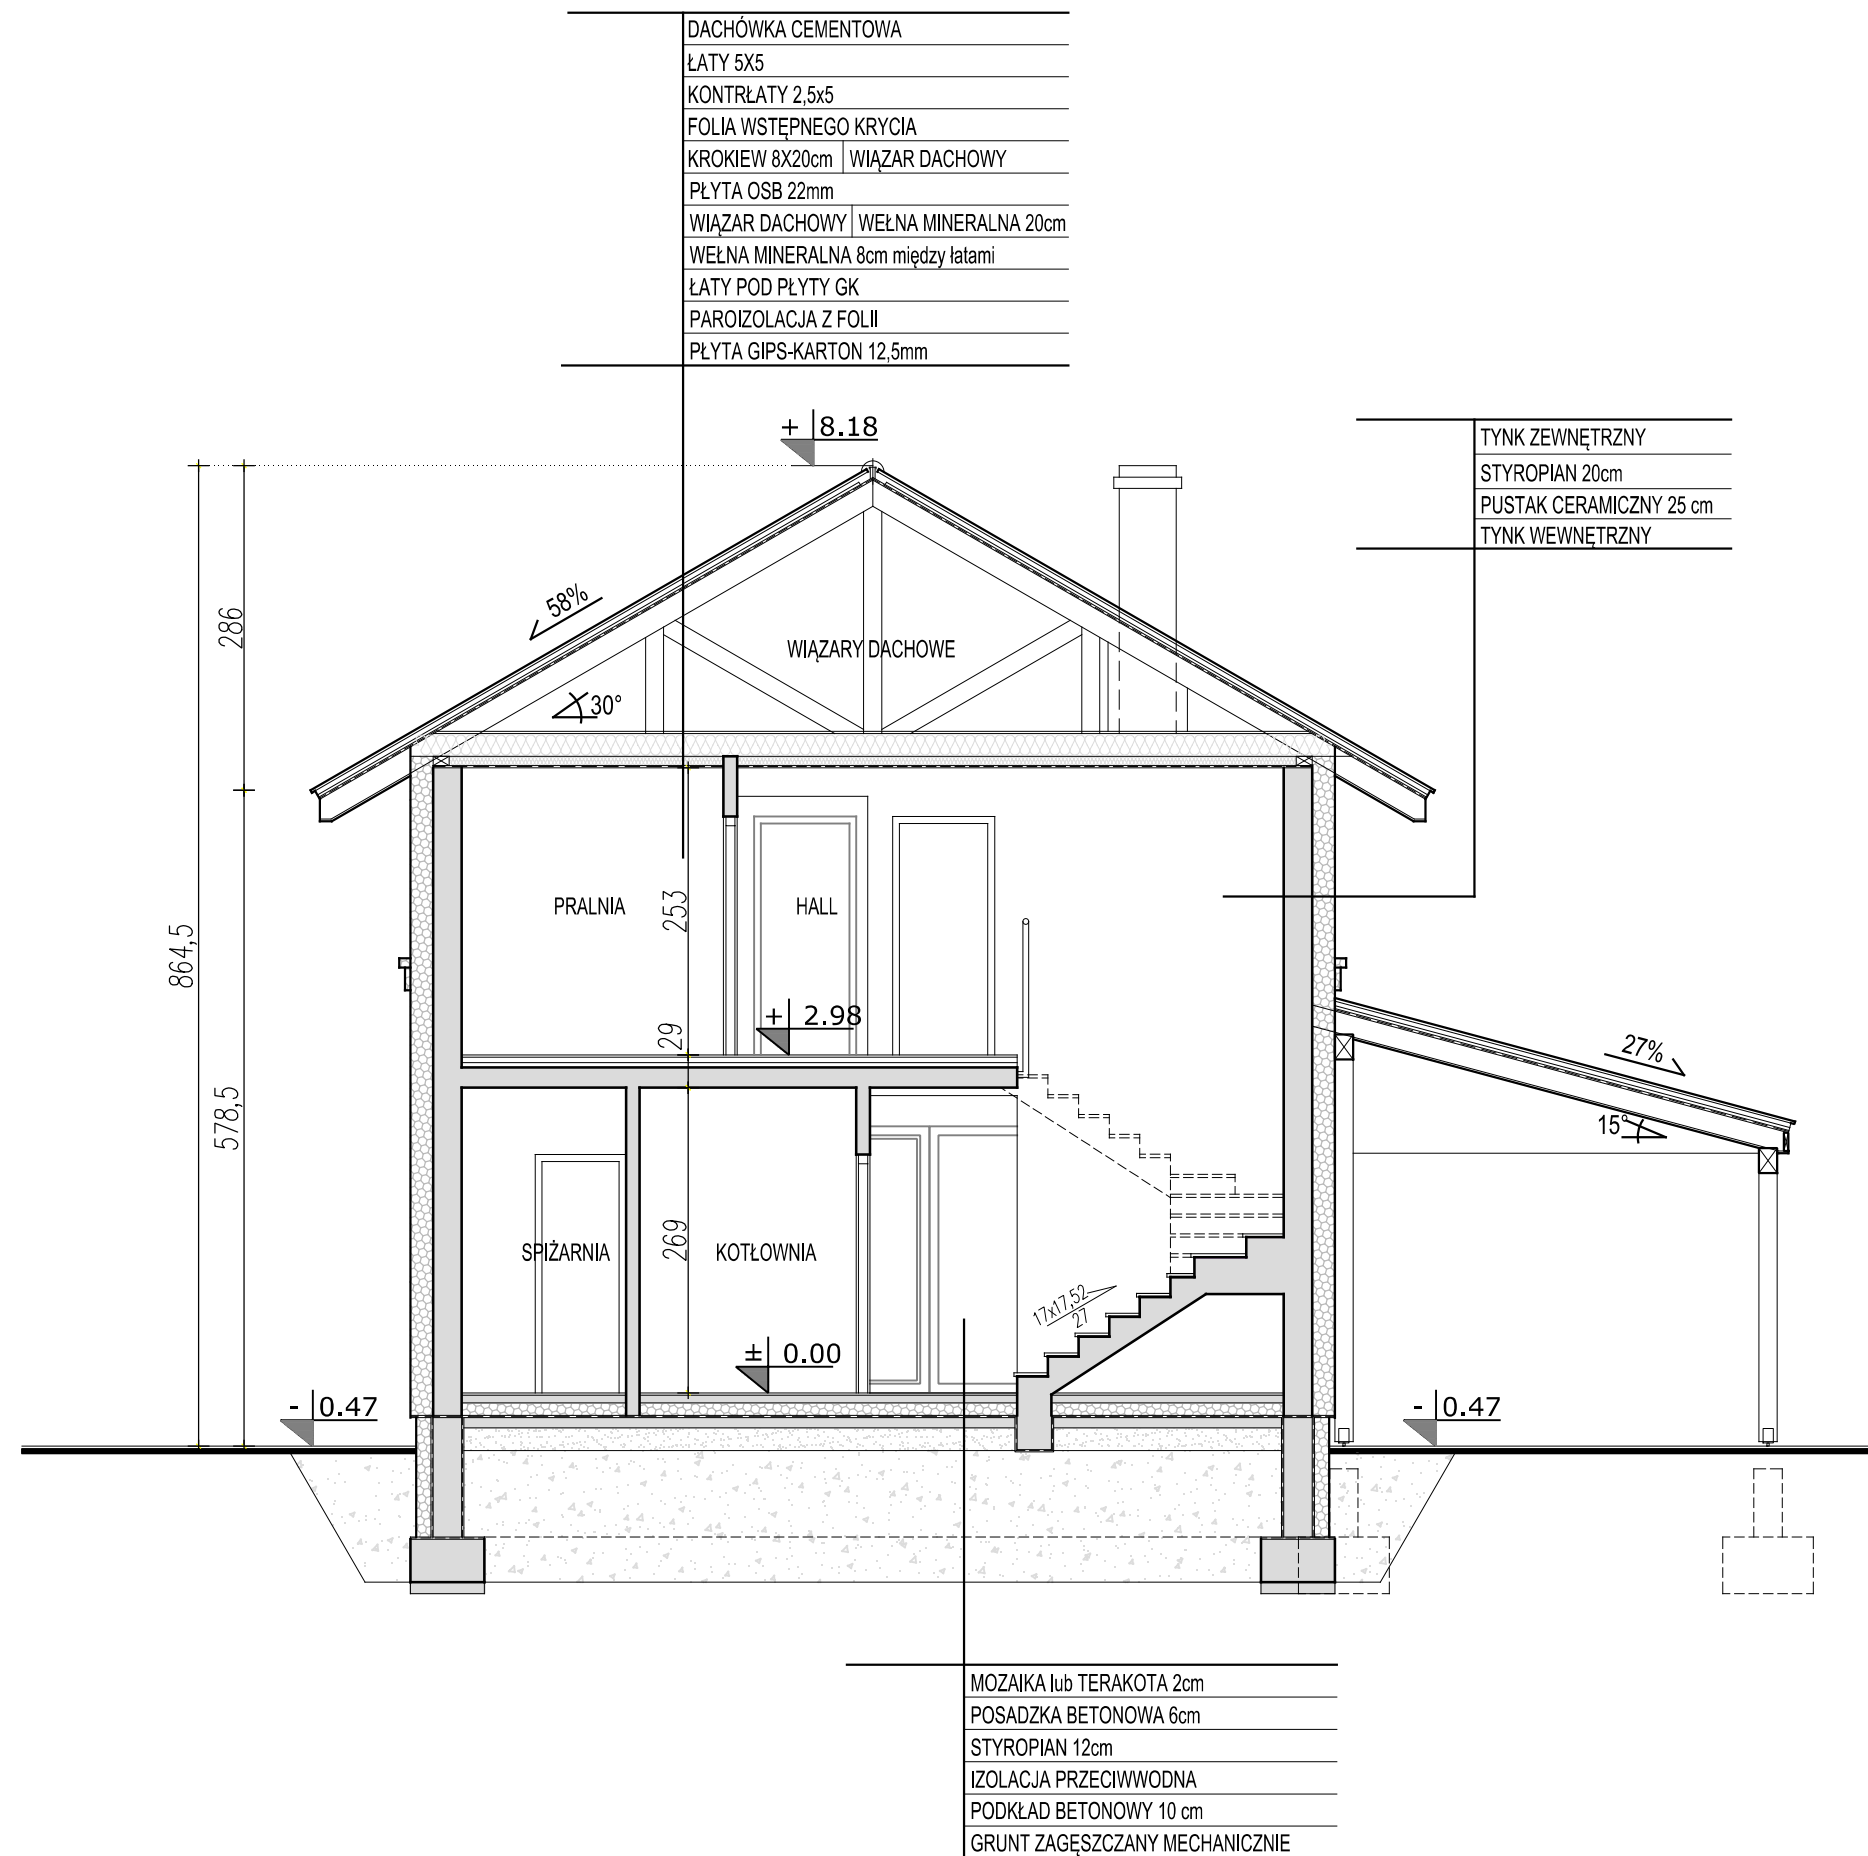 DACHÓWKA CEMENTOWA
ŁATY 5X5
KONTRŁATY 2,5x5
FOLIA WSTĘPNEGO KRYCIA
KROKIEW 8X20cm WIĄZAR DACHOWY
PŁYTA OSB 22mm
WIĄZAR DACHOWY WEŁNA MINERALNA 20cm
WEŁNA MINERALNA 8cm między łatami
ŁATY POD PŁYTY GK
PAROIZOLACJA Z FOLII
PŁYTA GIPS-KARTON 12,5mm
+ 8.18
TYNK ZEWNĘTRZNY
STYROPIAN 20cm
PUSTAK CERAMICZNY 25 cm
TYNK WEWNĘTRZNY
58%
286
WIĄZARY DACHOWE
30°
253
PRALNIA
HALL
864,5
+ 2.98
29
27%
578,5
15°
269
SPIŻARNIA
KOTŁOWNIA
17x17,52
27
± 0.00
- 0.47
- 0.47
MOZAIKA lub TERAKOTA 2cm
POSADZKA BETONOWA 6cm
STYROPIAN 12cm
IZOLACJA PRZECIWWODNA
PODKŁAD BETONOWY 10 cm
GRUNT ZAGĘSZCZANY MECHANICZNIE